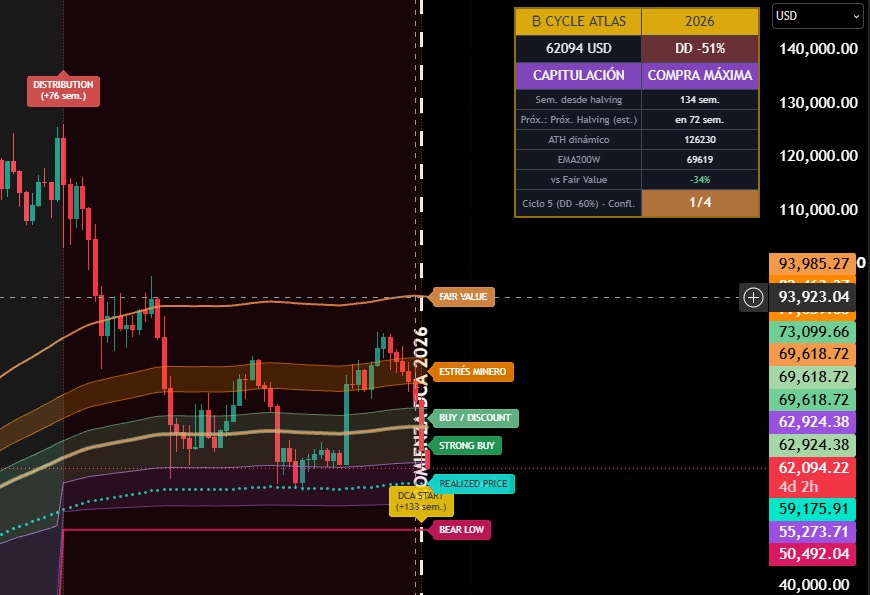 ₿ CYCLE ATLAS 2026
62094 USD DD -51%
CAPITULACIÓN COMPRA MÁXIMA
Sem. desde halving 134 sem.
Próx.: Próx. Halving (est.) en 72 sem.
ATH dinámico 126230
EMA200W 69619
vs Fair Value -34%
Ciclo 5 (DD -60%) - Confl. 1/4
USD
140,000.00
130,000.00
120,000.00
110,000.00
DISTRIBUTION
(+76 sem.)
93,985.27
93,923.04
73,099.66
69,618.72
69,618.72
69,618.72
62,924.38
62,924.38
62,094.22
4d 2h
59,175.91
55,273.71
50,492.04
40,000.00
FAIR VALUE
ESTRÉS MINERO
BUY / DISCOUNT
STRONG BUY
REALIZED PRICE
BEAR LOW
DCA START
(+133 sem.)
2026